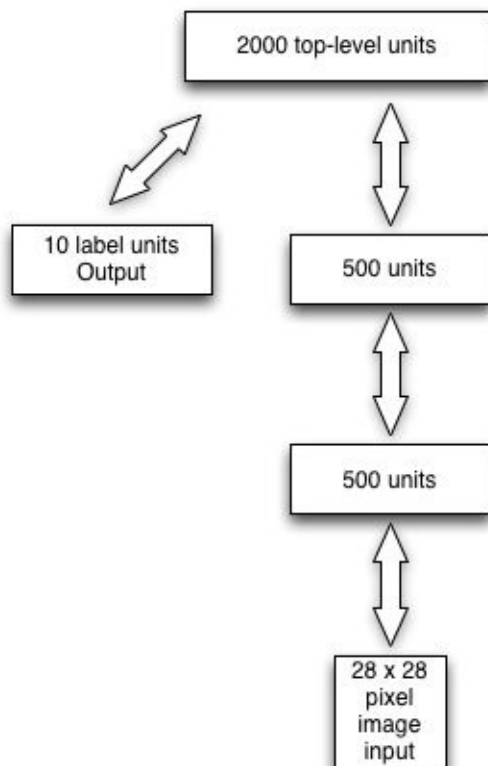 2000 top-level units
10 label units
Output
500 units
500 units
28 x 28
pixel
image
input